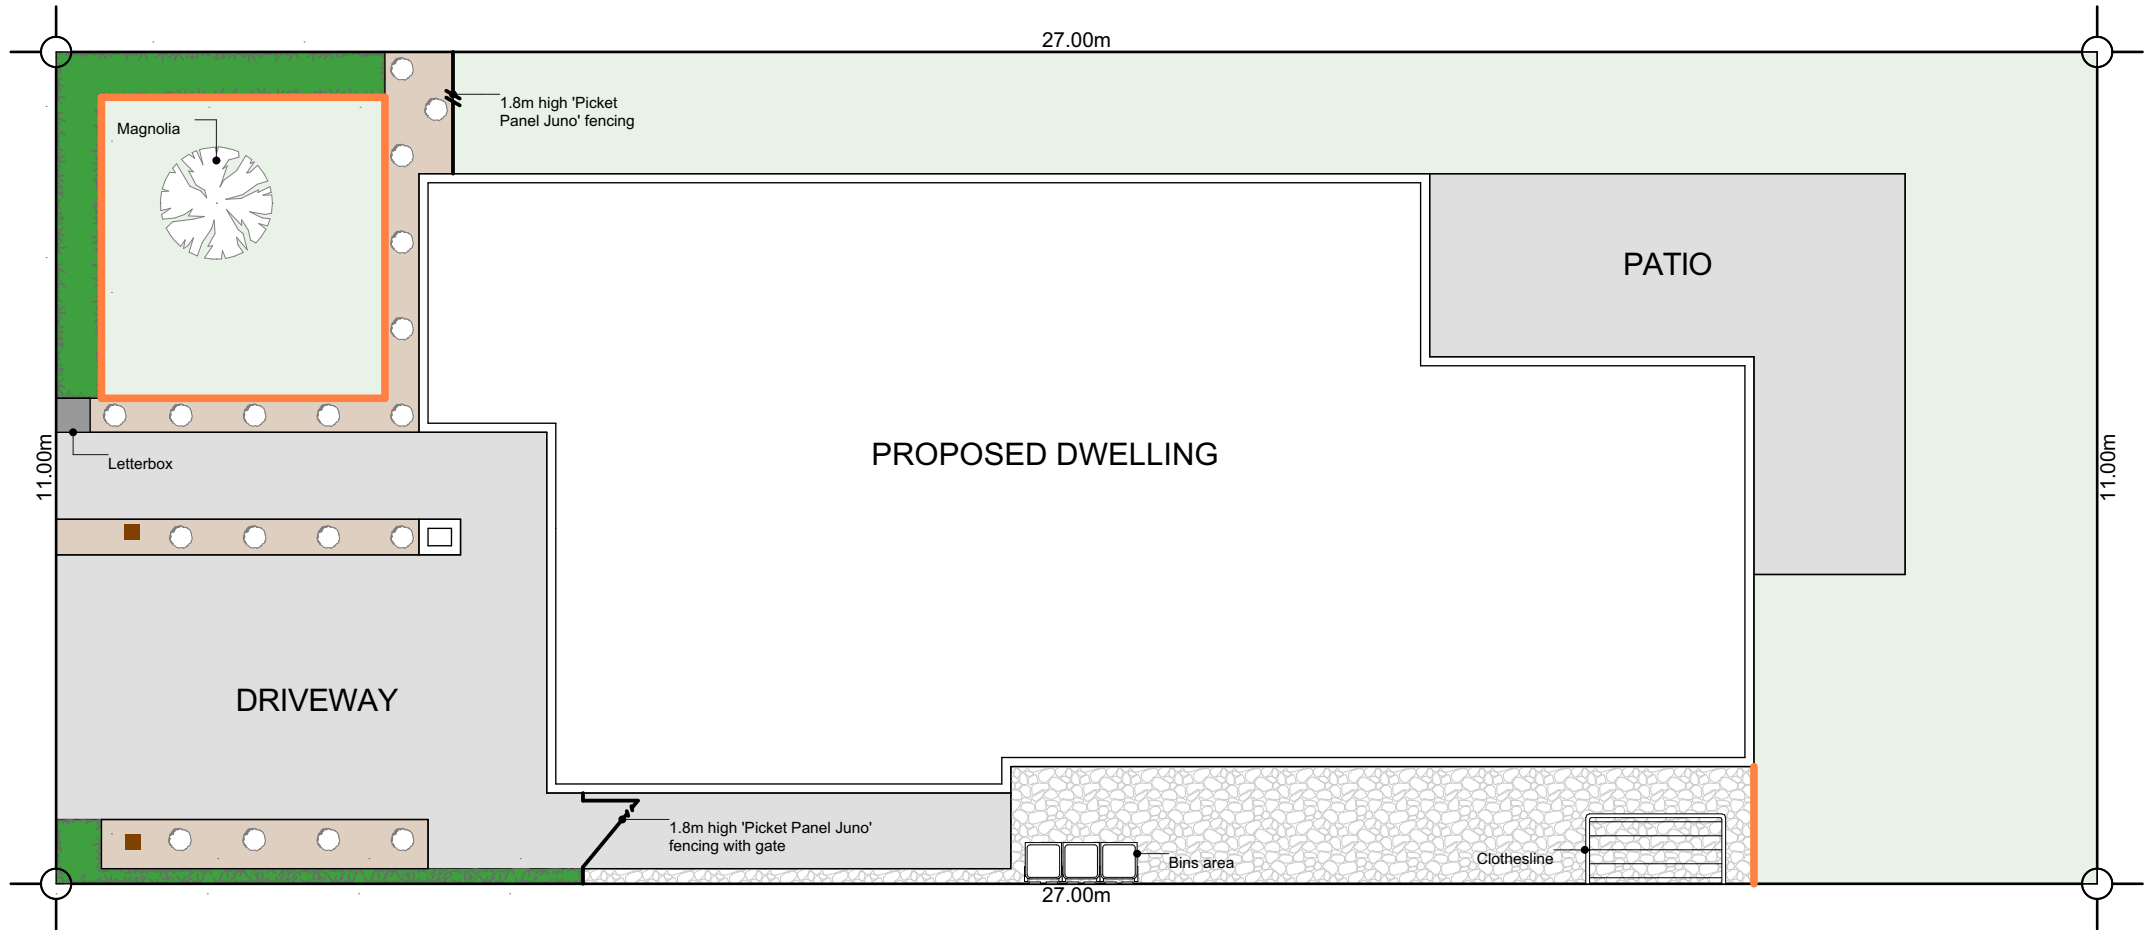 27.00m
1.8m high 'Picket
Panel Juno' fencing
Magnolia
PATIO
PROPOSED DWELLING
Letterbox
11.00m
11.00m
DRIVEWAY
1.8m high 'Picket Panel Juno'
fencing with gate
Bins area
Clothesline
27.00m